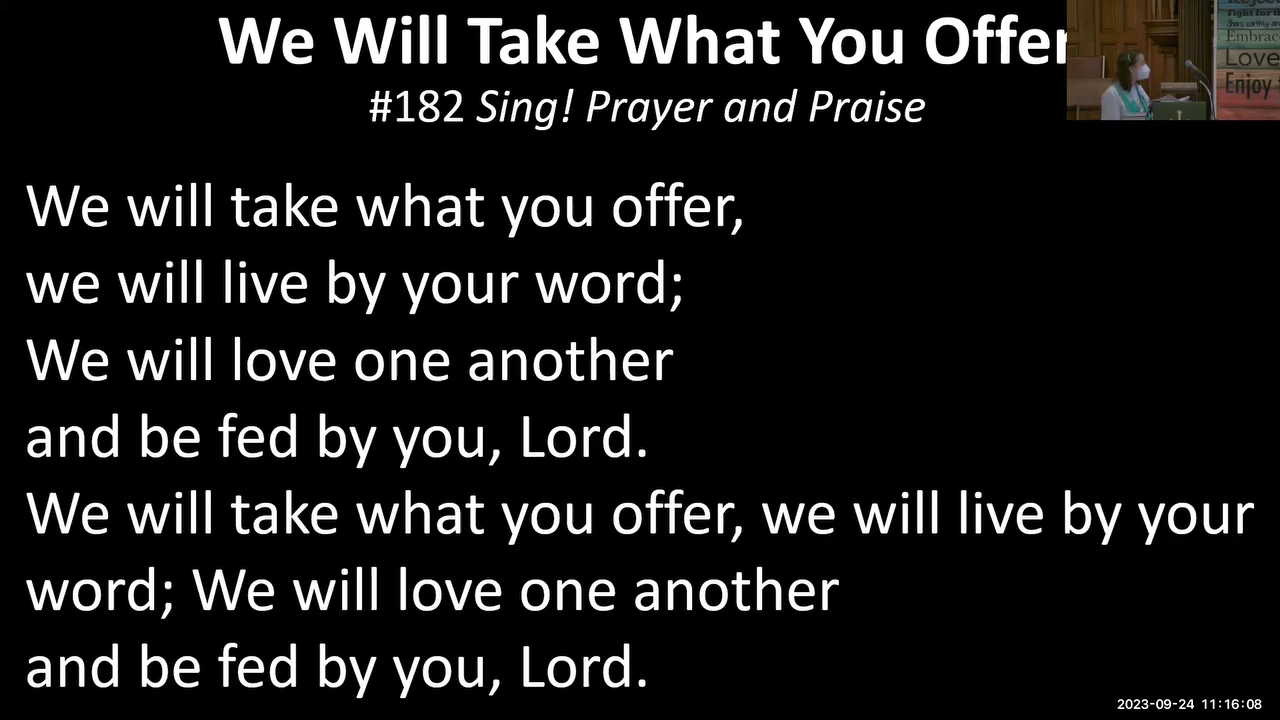 We Will Take What You Offer
#182 Sing! Prayer and Praise
We will take what you offer,
we will live by your word;
We will love one another
and be fed by you, Lord.
We will take what you offer, we will live by your
word; We will love one another
and be fed by you, Lord.
Love
Enjoy
2023-09-24 11:16:08